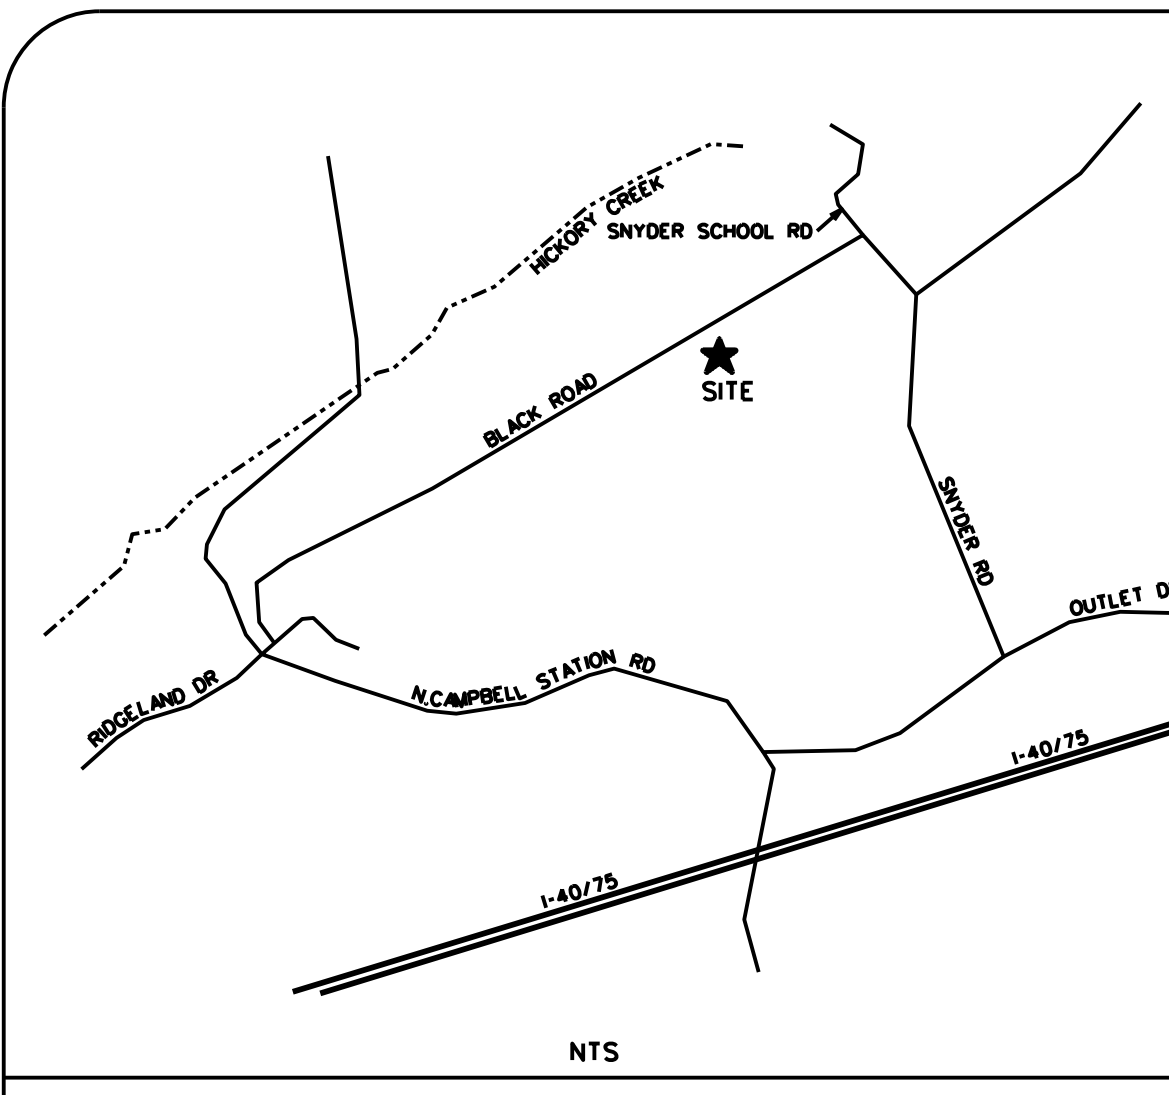 HICKORY CREEK
SNYDER SCHOOL RD
SITE
BLACK ROAD
SNYDER RD
OUTLET D
RIDGELAND DR
N.CAMPBELL STATION RD
I-40/75
I-40/75
NTS